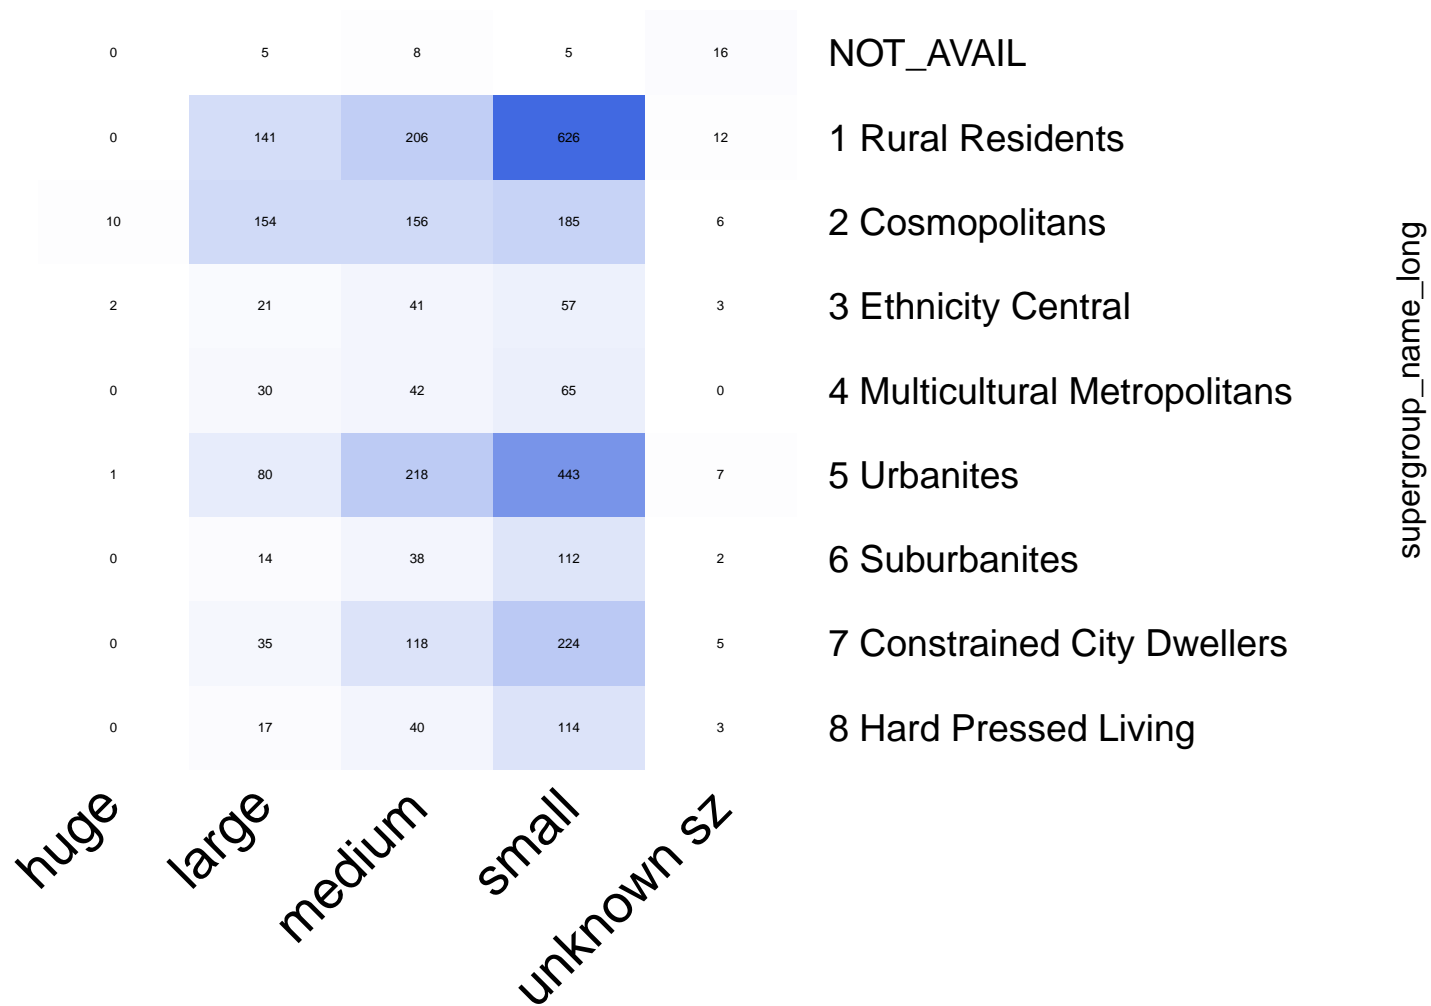 0 5 8 5 16 NOT_AVAIL
0 141 206 626 12 1 Rural Residents
10 154 156 185 6 2 Cosmopolitans
2 21 41 57 3 3 Ethnicity Central
0 30 42 65 0 4 Multicultural Metropolitans
1 80 218 443 7 5 Urbanites
0 14 38 112 2 6 Suburbanites
0 35 118 224 5 7 Constrained City Dwellers
0 17 40 114 3 8 Hard Pressed Living
huge
large
medium
small
unknown sz
supergroup_name_long